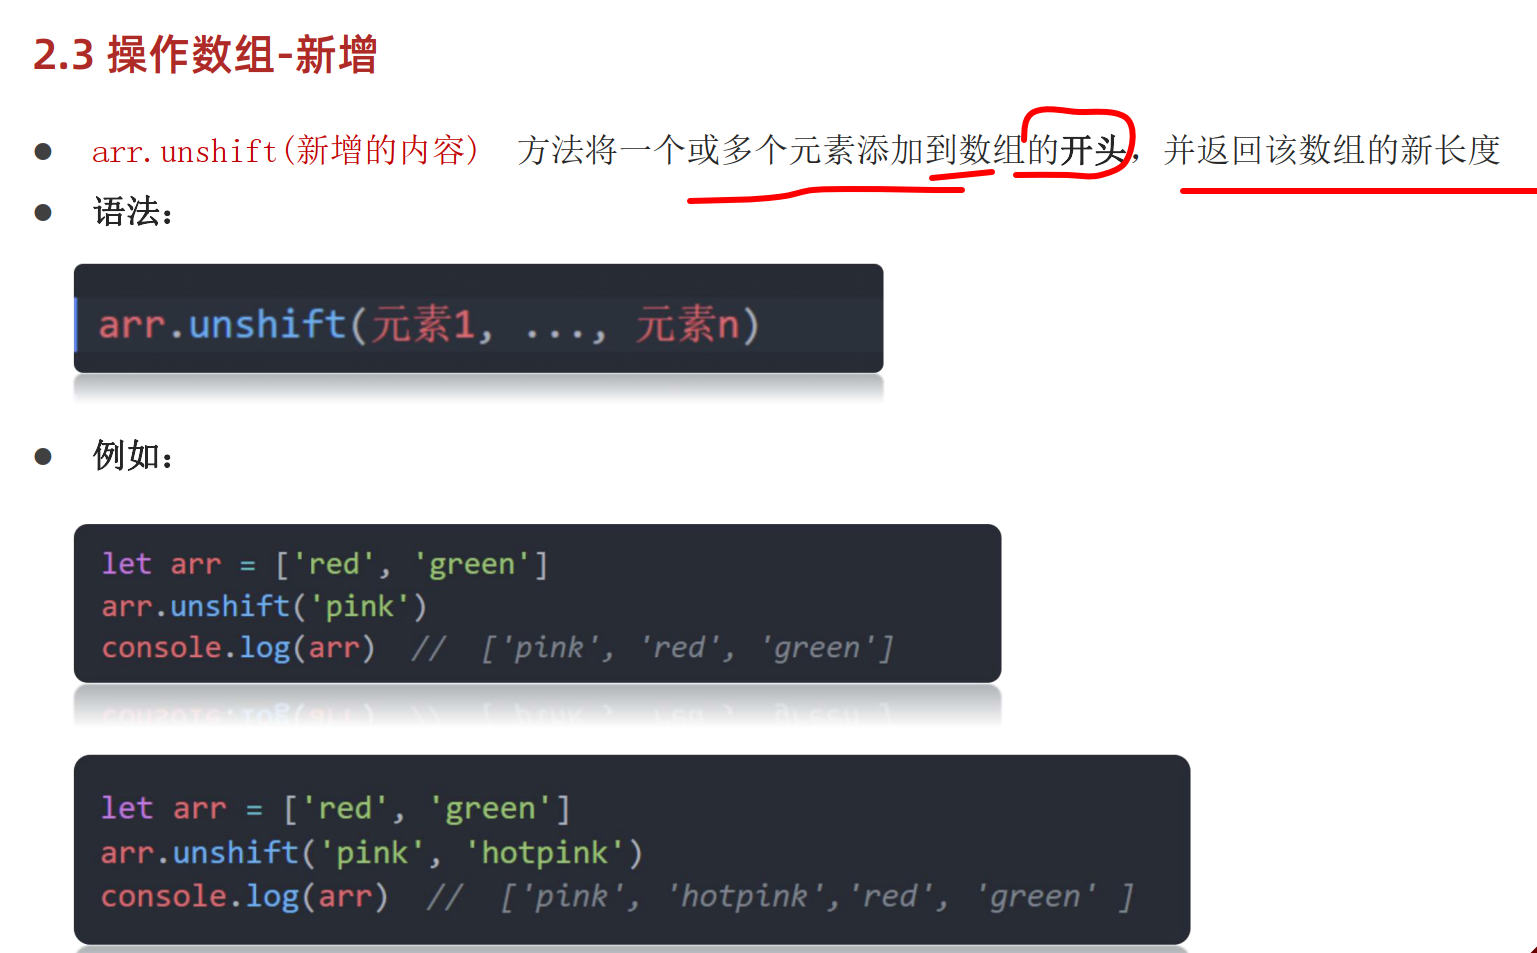 2.3 操作数组-新增
arr.unshift(新增的内容) 方法将一个或多个元素添加到数组的开头，并返回该数组的新长度
语法：
arr.unshift(元素1, ..., 元素n)
例如：
let arr = ['red', 'green']
arr.unshift('pink')
console.log(arr) // ['pink', 'red', 'green']
let arr = ['red', 'green']
arr.unshift('pink', 'hotpink')
console.log(arr) // ['pink', 'hotpink','red', 'green' ]